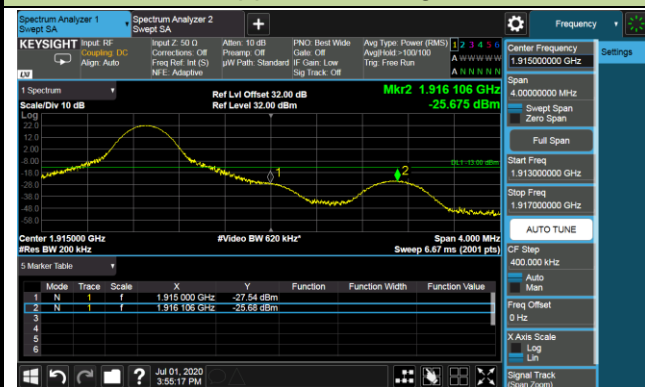 Spectrum Analyzer 1
Swept SA
Spectrum Analyzer 2
Swept SA
Frequency
KEYSIGHT
Input: RF
Coupling: DC
Align: Auto
Input Z: 50 Ω
Corrections: Off
Freq Ref: Int (S)
NFE: Adaptive
Atten: 10 dB
Preamp: Off
µW Path: Standard
PNO: Best Wide
Gate: Off
IF Gain: Low
Sig Track: Off
Avg Type: Power (RMS)
Avg|Hold:>100/100
Trig: Free Run
1 2 3 4 5 6
A W W W W W
A N N N N N
LXI
1 Spectrum
Scale/Div 10 dB
Log
Ref Lvl Offset 32.00 dB
Ref Level 32.00 dBm
Mkr2 1.916 106 GHz
-25.675 dBm
22.0
12.0
2.00
-8.00
-18.0
-28.0
-38.0
-48.0
-58.0
DL1 -13.00 dBm
1
2
Center 1.9150 GHz
#Res BW 200 kHz
#Video BW 620 kHz*
Span 4.000 MHz
Sweep 6.67 ms (2001 pts)
5 Marker Table
Mode Trace Scale X Y Function Function Width Function Value
1 N 1 f 1.915 000 GHz -27.54 dBm
2 N 1 f 1.916 106 GHz -25.68 dBm
3
4
5
6
Jul 01, 2020
3:55:17 PM
Center Frequency
1.915000000 GHz
Settings
Span
4.00000000 MHz
Swept Span
Zero Span
Full Span
Start Freq
1.913000000 GHz
Stop Freq
1.917000000 GHz
AUTO TUNE
CF Step
400.000 kHz
Auto
Man
Freq Offset
0 Hz
X Axis Scale
Log
Lin
Signal Track
(Span Zoom)